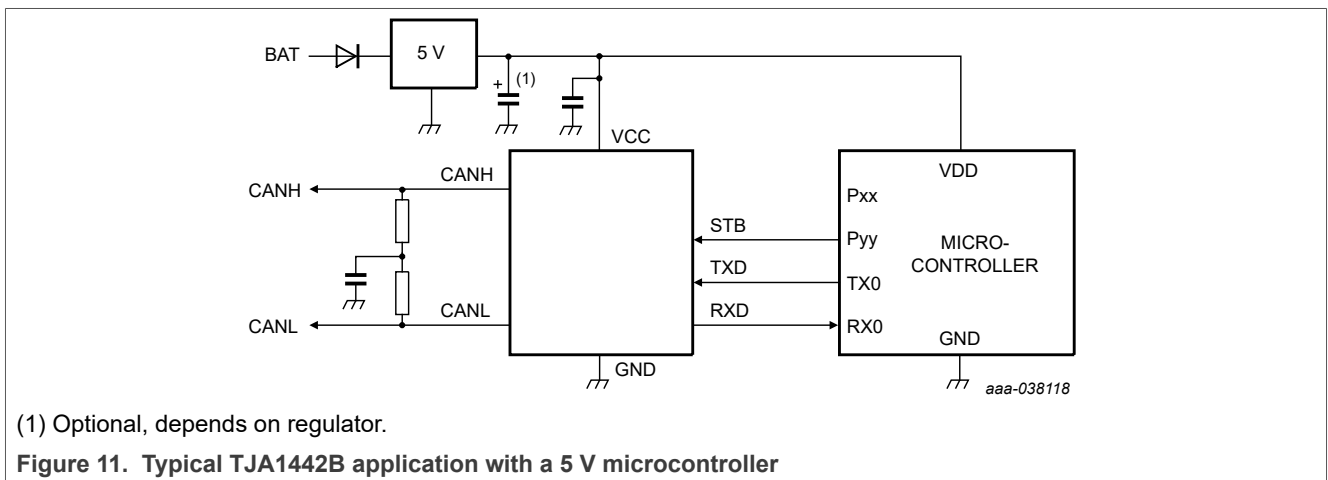 BAT
5 V
+
(1)
VCC
CANH
CANH
CANL
CANL
GND
STB
TXD
RXD
VDD
Pxx
Pyy
TX0
RX0
MICRO-
CONTROLLER
GND
aaa-038118
(1) Optional, depends on regulator.
Figure 11. Typical TJA1442B application with a 5 V microcontroller